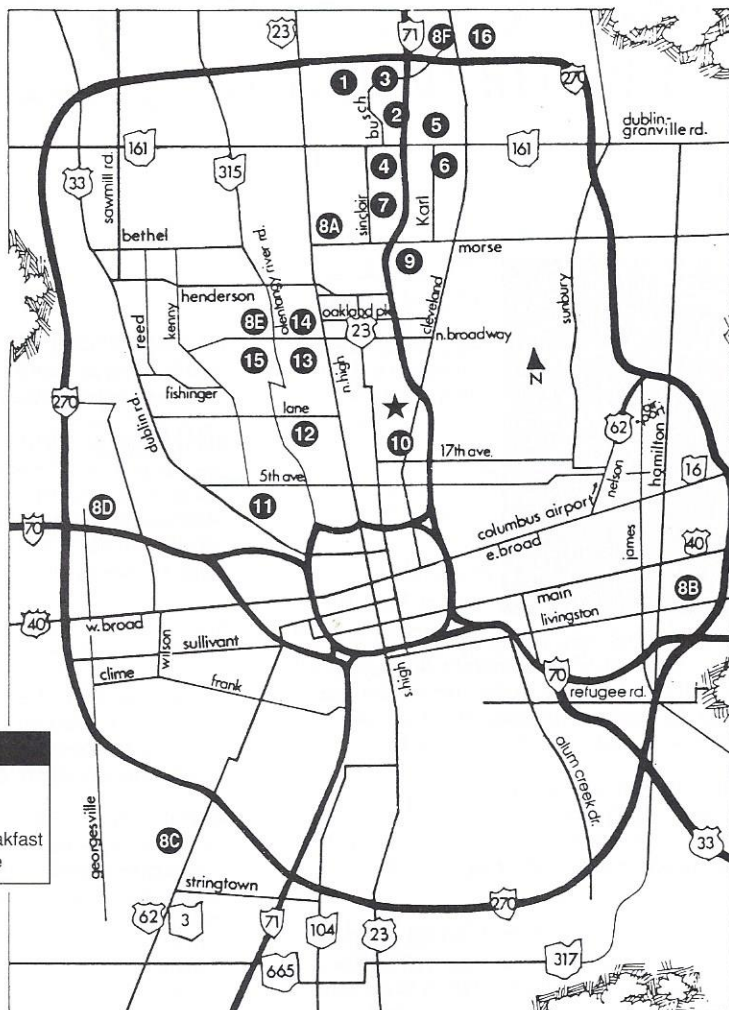 23
71
8F
16
1
3
270
busch
2
5
dublin-
granville rd.
161
161
33
sawmill rd.
315
4
6
sinclair
7
Karl
8A
bethel
morse
9
olentangy river rd.
henderson
oakland pk.
cleveland
sunbury
reed
kenny
8E
14
23
n.broadway
15
13
n.high
N
fishinger
270
dublin rd.
lane
12
10
17th ave.
62
hamilton
nelson
16
5th ave.
11
8D
70
columbus airport
e.broad
james
40
8B
main
livingston
40
w.broad
wilson
sullivant
clime
frank
s.high
70
refugee rd.
alum creek dr.
akfast
e
georgesville
8C
33
stringtown
270
62
3
71
104
23
665
317